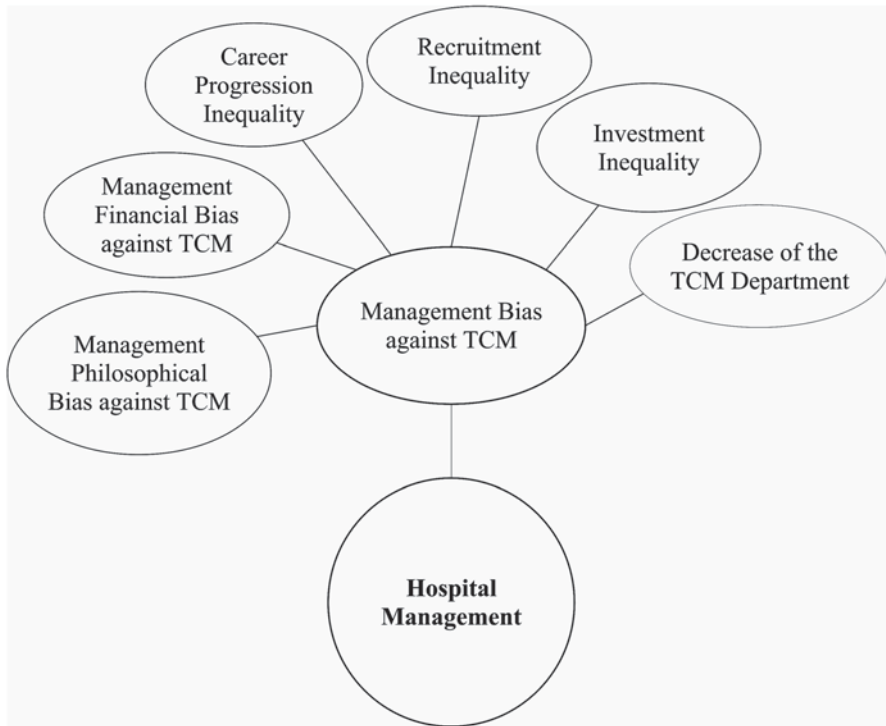 Career
Progression
Inequality
Recruitment
Inequality
Investment
Inequality
Management
Financial Bias
against TCM
Decrease of the
TCM Department
Management Bias
against TCM
Management
Philosophical
Bias against TCM
Hospital
Management